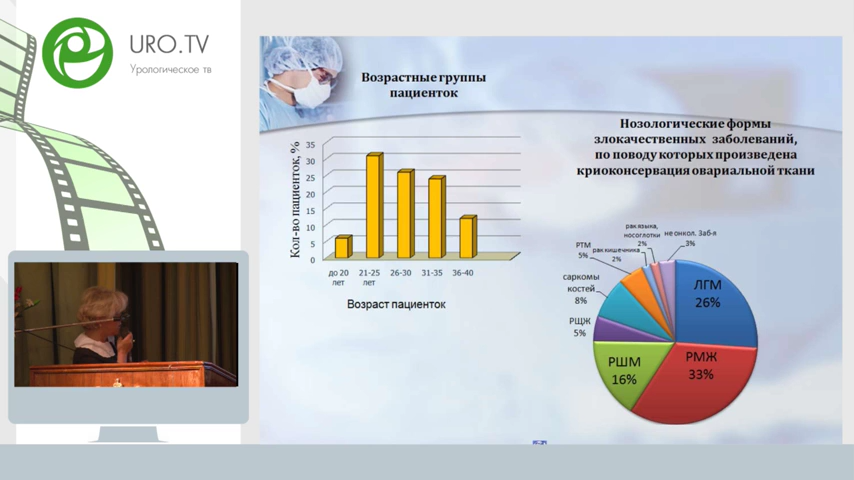 URO.TV
Урологическое тв
Возрастные группы
пациенток
Кол-во пациенток, %
35
30
25
20
15
10
5
0
до 20
лет
21-25
лет
26-30
31-35
36-40
Возраст пациенток
Нозологические формы
злокачественных заболеваний,
по поводу которых произведена
криоконсервация овариальной ткани
рак языка,
носоглотки
2%
не онкол. Заб-я
3%
РТМ
5%
рак кишечника
2%
саркомы
костей
8%
РЩЖ
5%
РШМ
16%
ЛГМ
26%
РМЖ
33%